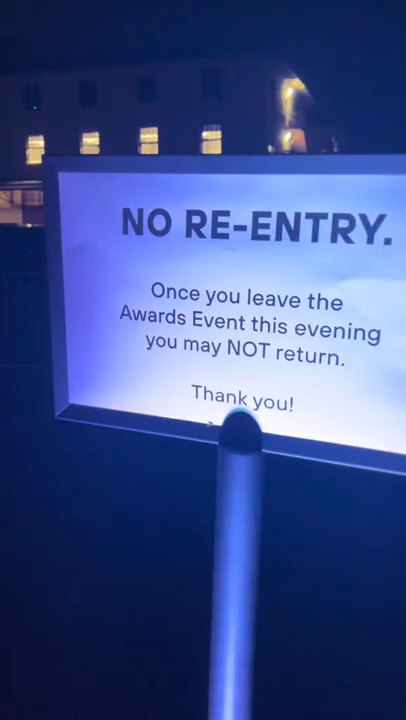 NO RE-ENTRY.
Once you leave the
Awards Event this evening
you may NOT return.
Thank you!